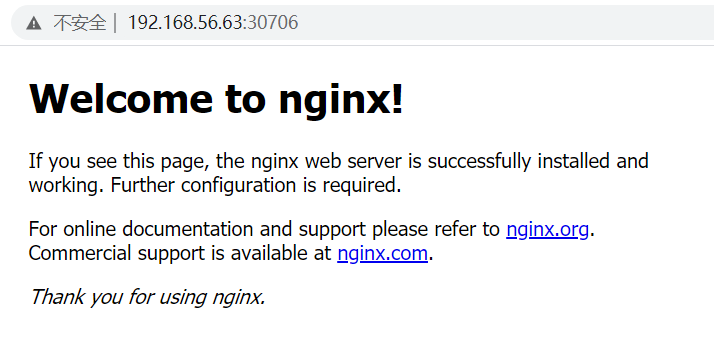 不安全 | 192.168.56.63:30706
Welcome to nginx!
If you see this page, the nginx web server is successfully installed and
working. Further configuration is required.
For online documentation and support please refer to nginx.org.
Commercial support is available at nginx.com.
Thank you for using nginx.